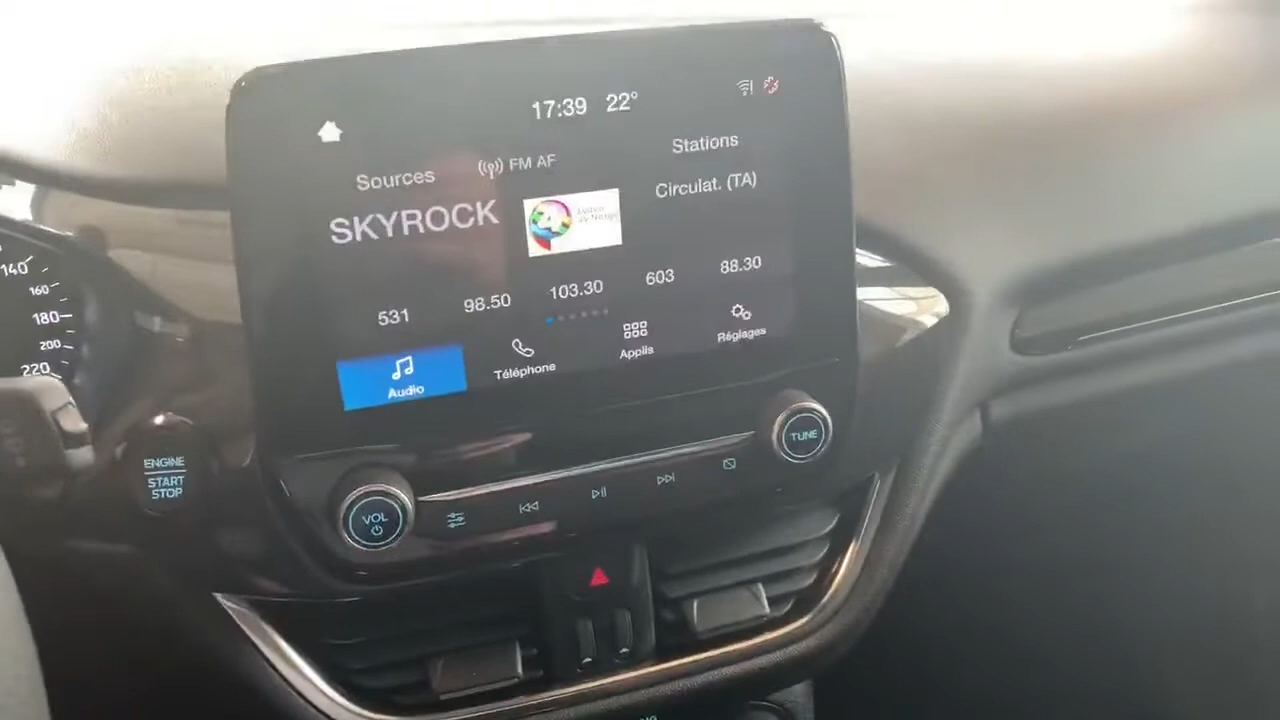 17:39 22°
Sources
FM AF
Stations
SKYROCK
Circulat. (TA)
531
98.50
103.30
603
88.30
Audio
Téléphone
Applis
Réglages
140
160
180
200
220
ENGINE
START
STOP
VOL
TUNE